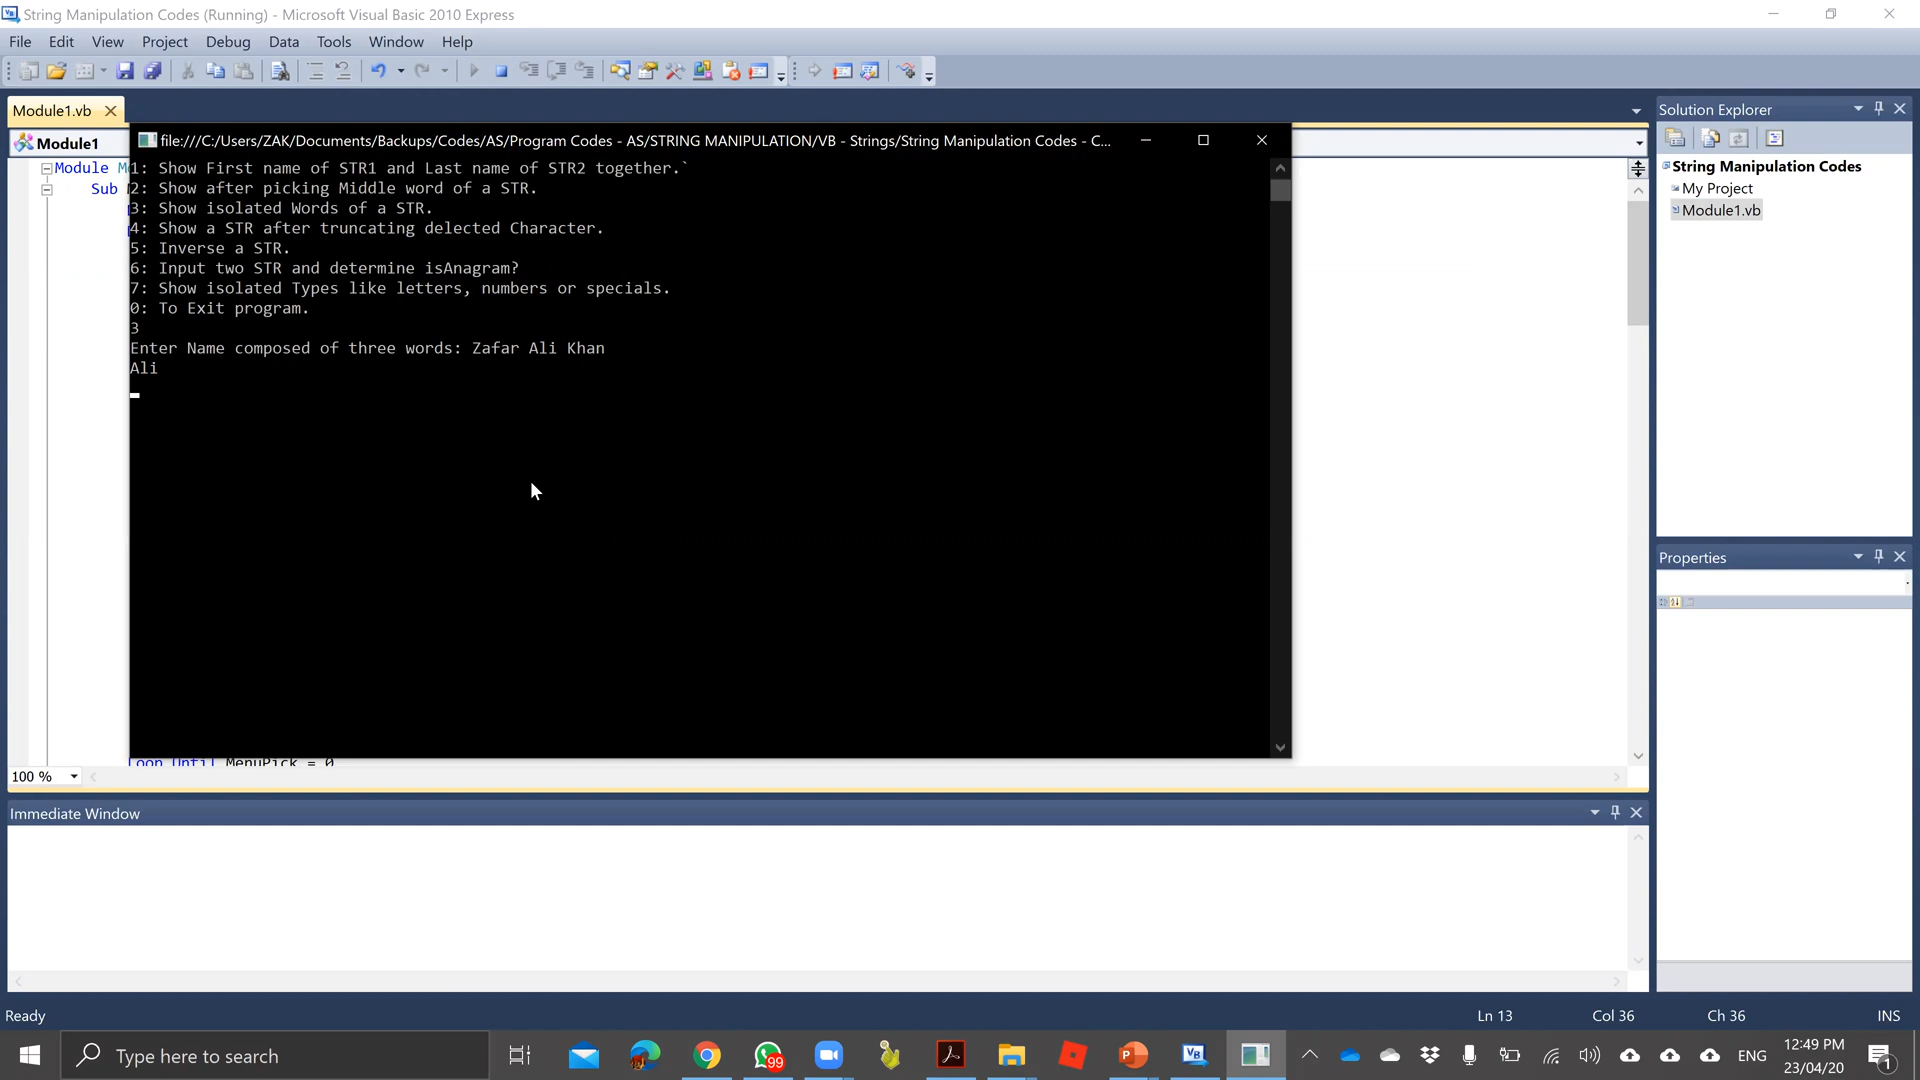 String Manipulation Codes (Running) - Microsoft Visual Basic 2010 Express
File Edit View Project Debug Data Tools Window Help
Module1.vb
Solution Explorer
Module1
file:///C:/Users/ZAK/Documents/Backups/Codes/AS/Program Codes - AS/STRING MANIPULATION/VB - Strings/String Manipulation Codes - C...
Module M
Sub
1: Show First name of STR1 and Last name of STR2 together.`
2: Show after picking Middle word of a STR.
3: Show isolated Words of a STR.
4: Show a STR after truncating delected Character.
5: Inverse a STR.
6: Input two STR and determine isAnagram?
7: Show isolated Types like letters, numbers or specials.
0: To Exit program.
3
Enter Name composed of three words: Zafar Ali Khan
Ali
String Manipulation Codes
My Project
Module1.vb
Properties
Loop Until MenuPick = 0
100 %
Immediate Window
Ready
Ln 13 Col 36 Ch 36 INS
Type here to search
99
ENG
12:49 PM
23/04/20
1